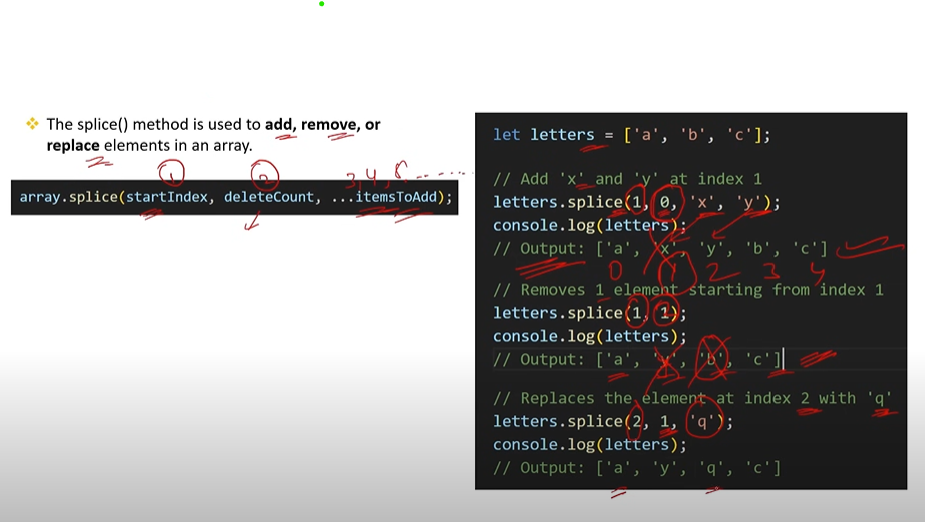 ❖ The splice() method is used to add, remove, or
replace elements in an array.
1 2 3,4,
array.splice(startIndex, deleteCount, ...itemsToAdd);
let letters = ['a', 'b', 'c'];
// Add 'x' and 'y' at index 1
letters.splice(1, 0, 'x', 'y');
console.log(letters);
// Output: ['a', 'x', 'y', 'b', 'c']
0 1 2 3 4
// Removes 1 element starting from index 1
letters.splice(1, 1);
console.log(letters);
// Output: ['a', 'y', 'b', 'c']
// Replaces the element at index 2 with 'q'
letters.splice(2, 1, 'q');
console.log(letters);
// Output: ['a', 'y', 'q', 'c']